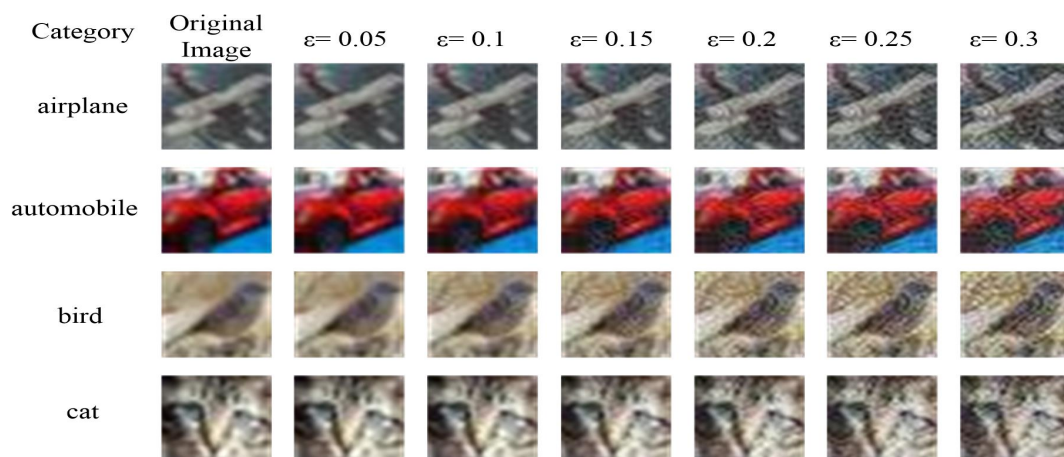 Category
Original
Image
ε= 0.05
ε= 0.1
ε= 0.15
ε= 0.2
ε= 0.25
ε= 0.3
airplane
automobile
bird
cat